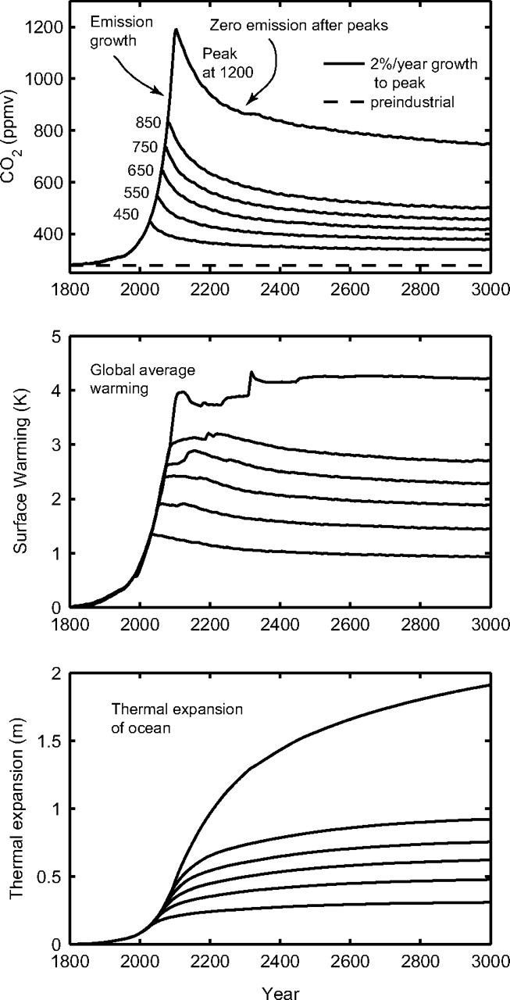 1200
1000
800
600
400
CO2 (ppmv)
Emission
growth
Zero emission after peaks
Peak
at 1200
2%/year growth
to peak
preindustrial
850
750
650
550
450
1800 2000 2200 2400 2600 2800 3000
5
4
3
2
1
0
Surface Warming (K)
Global average
warming
1800 2000 2200 2400 2600 2800 3000
2
1.5
1
0.5
0
Thermal expansion (m)
Thermal expansion
of ocean
1800 2000 2200 2400 2600 2800 3000
Year